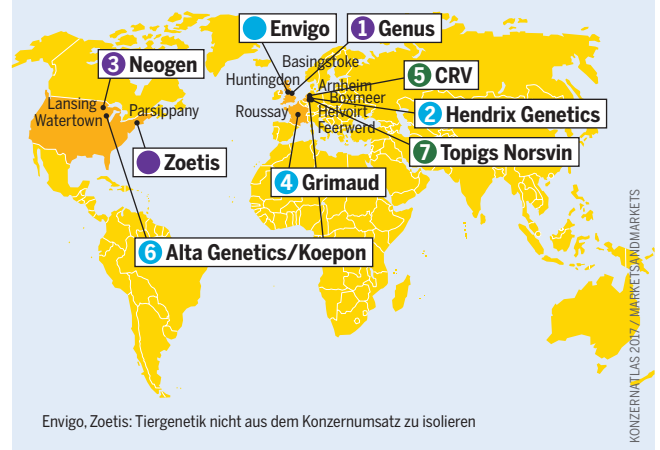 Envigo
1 Genus
3 Neogen
Basingstoke
Huntingdon
5 CRV
Arnheim
Lansing
Boxmeer
Watertown
Parsippany
Roussay
Helvoirt
2 Hendrix Genetics
Feerwerd
Zoetis
7 Topigs Norsvin
4 Grimaud
6 Alta Genetics/Koepon
Envigo, Zoetis: Tiergenetik nicht aus dem Konzernumsatz zu isolieren
KONZERNATLAS 2017 / MARKETSANDMARKETS